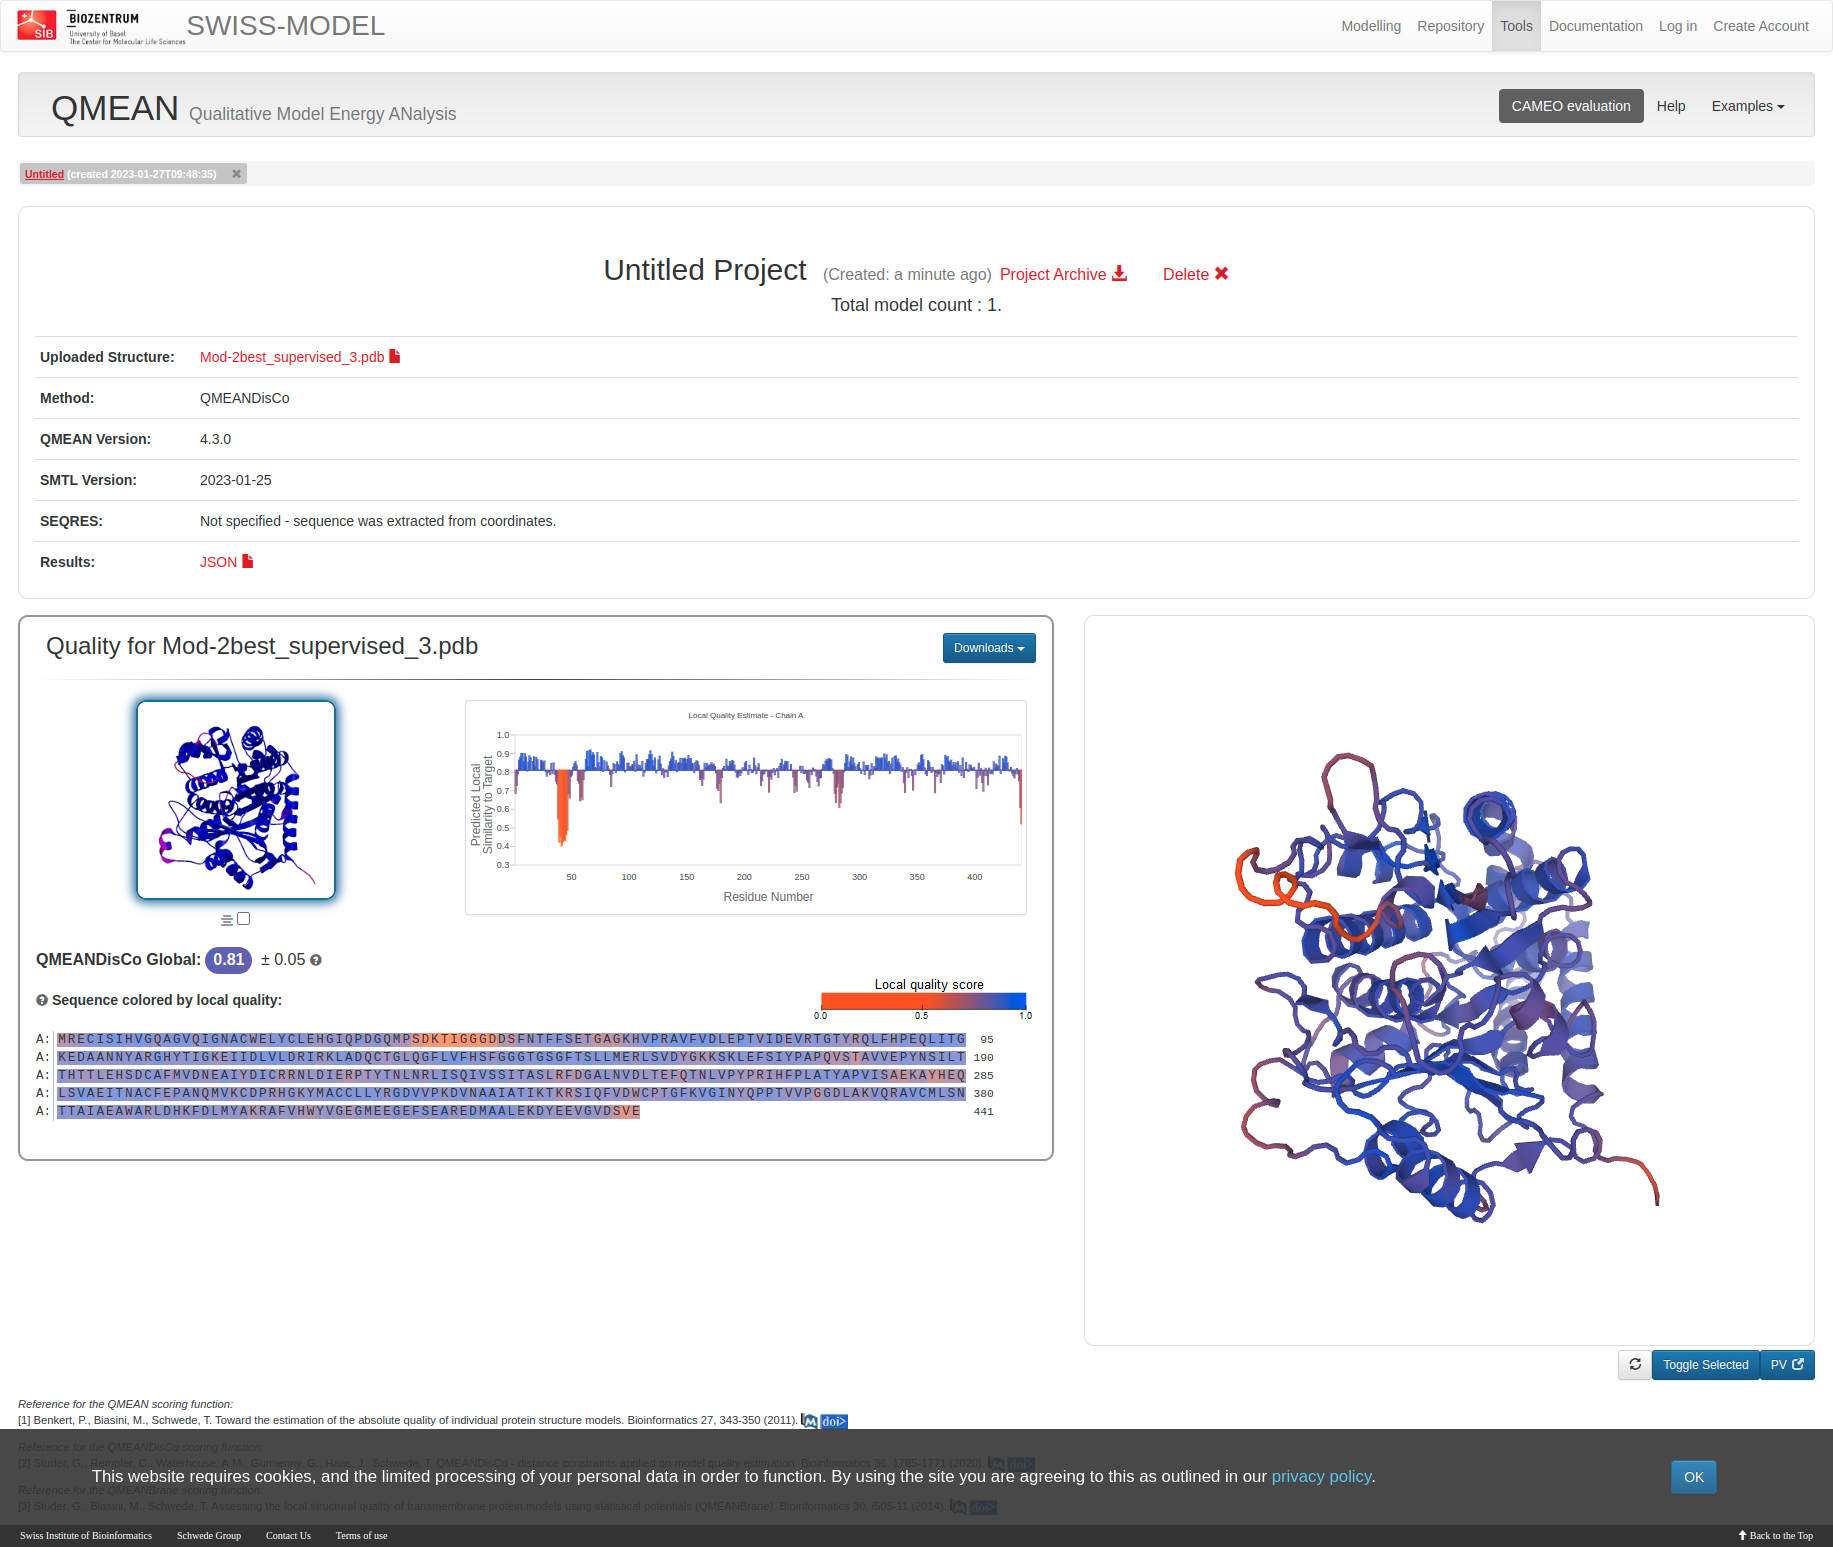 SIB
BIOZENTRUM
University of Basel
The Center for Molecular Life Sciences
SWISS-MODEL
Modelling Repository Tools Documentation Log in Create Account
QMEAN Qualitative Model Energy ANalysis
CAMEO evaluation Help Examples
Untitled (created 2023-01-27T09:48:35)
Untitled Project (Created: a minute ago) Project Archive Delete
Total model count : 1.
Uploaded Structure: Mod-2best_supervised_3.pdb
Method: QMEANDisCo
QMEAN Version: 4.3.0
SMTL Version: 2023-01-25
SEQRES: Not specified - sequence was extracted from coordinates.
Results: JSON
Quality for Mod-2best_supervised_3.pdb
Downloads
Local Quality Estimate - Chain A
Predicted Local
Similarity to Target
1.0
0.9
0.8
0.7
0.6
0.5
0.4
0.3
50 100 150 200 250 300 350 400
Residue Number
QMEANDisCo Global: 0.81 ± 0.05
Sequence colored by local quality:
Local quality score
0.0 0.5 1.0
A: MRECISIHVGQAGVQIGNACWELYCLEHGIQPDGQMPSDKTIGGGDDSFNTFFSETGAGKHVPRAVFVDLEPTVIDEVRTGTYRQLFHPEQLITG 95
A: KEDAANNYARGHYTIGKEIIDLVLDRIRKLADQCTGLQGFLVFHSFGGGTGSGFTSLLMERLSVDYGKKSKLEFSIYPAPQVSTAVVEPYNSILT 190
A: THTTLEHSDCAFMVDNEAIYDICRRNLDIERPTYTNLNRLISQIVSSITASLRFDGALNVDLTEFQTNLVPYPRIHFPLATYAPVISAEKAYHEQ 285
A: LSVAEITNACFEPANQMVKCDPRHGKYMACCLLYRGDVVPKDVNAAIATIKTKRSIQFVDWCPTGFKVGINYQPPTVVPGGDLAKVQRAVCMLSN 380
A: TTAIAEAWARLDHKFDLMYAKRAFVHWYVGEGMEEGEFSEAREDMAALEKDYEEVGVDSVE 441
Toggle Selected PV
Reference for the QMEAN scoring function:
[1] Benkert, P., Biasini, M., Schwede, T. Toward the estimation of the absolute quality of individual protein structure models. Bioinformatics 27, 343-350 (2011). M doi>
Reference for the QMEANDisCo scoring function:
[2] Studer, G., Rempfer, C., Waterhouse, A.M., Gumienny, G., Haas, J., Schwede, T. QMEANDisCo - distance constraints applied on model quality estimation. Bioinformatics 36, 1765-1771 (2020). M doi>
This website requires cookies, and the limited processing of your personal data in order to function. By using the site you are agreeing to this as outlined in our privacy policy.
OK
Reference for the QMEANBrane scoring function:
[3] Studer, G., Biasini, M., Schwede, T. Assessing the local structural quality of transmembrane protein models using statistical potentials (QMEANBrane). Bioinformatics 30, i505-11 (2014). M doi>
Swiss Institute of Bioinformatics Schwede Group Contact Us Terms of use
Back to the Top